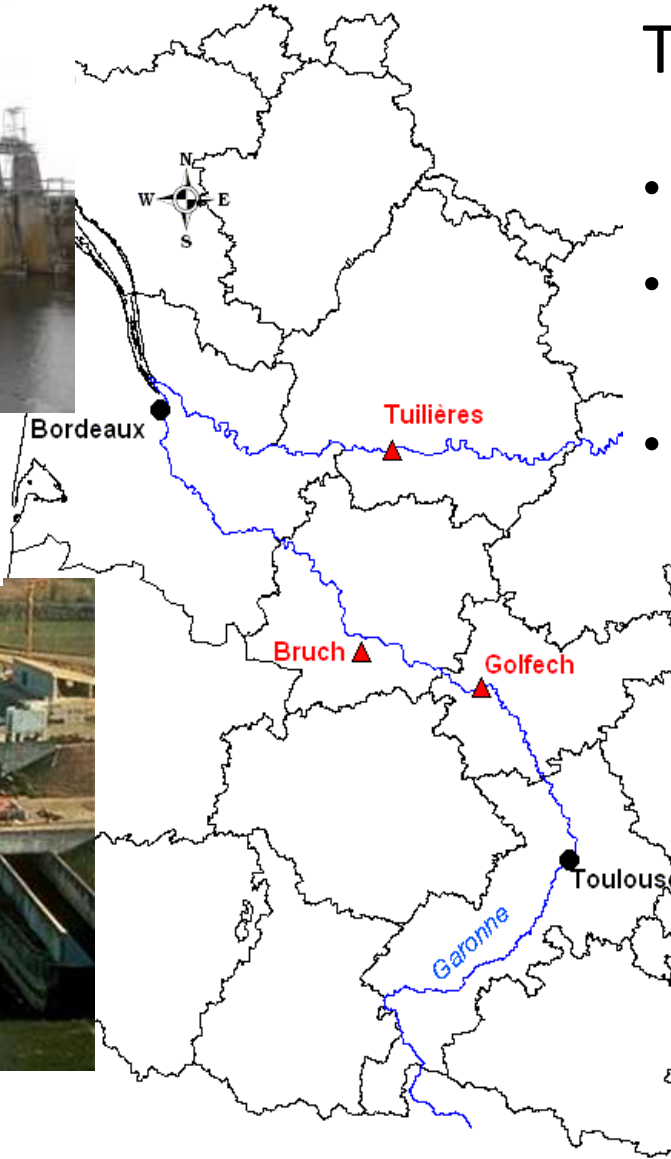 T
•
•
•
N
W E
S
Bordeaux
Tuilières
Bruch
Golfech
Toulous
Garonne